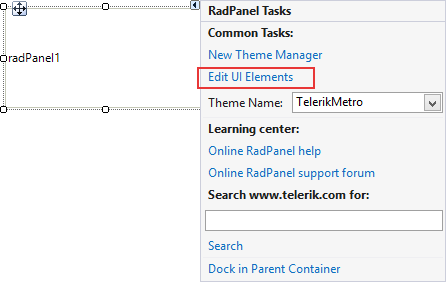 radPanel1
RadPanel Tasks
Common Tasks:
New Theme Manager
Edit UI Elements
Theme Name: TelerikMetro
Learning center:
Online RadPanel help
Online RadPanel support forum
Search www.telerik.com for:
Search
Dock in Parent Container